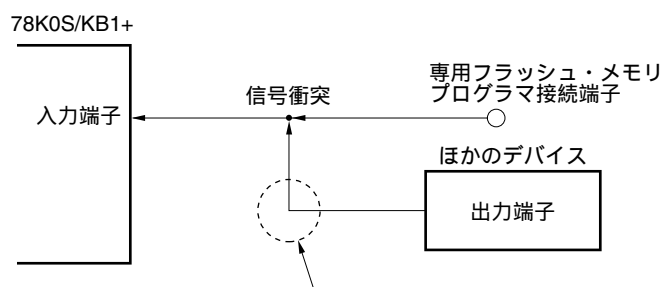 78K0S/KB1+
専用フラッシュ・メモリ
プログラマ接続端子
信号衝突
入力端子
ほかのデバイス
出力端子